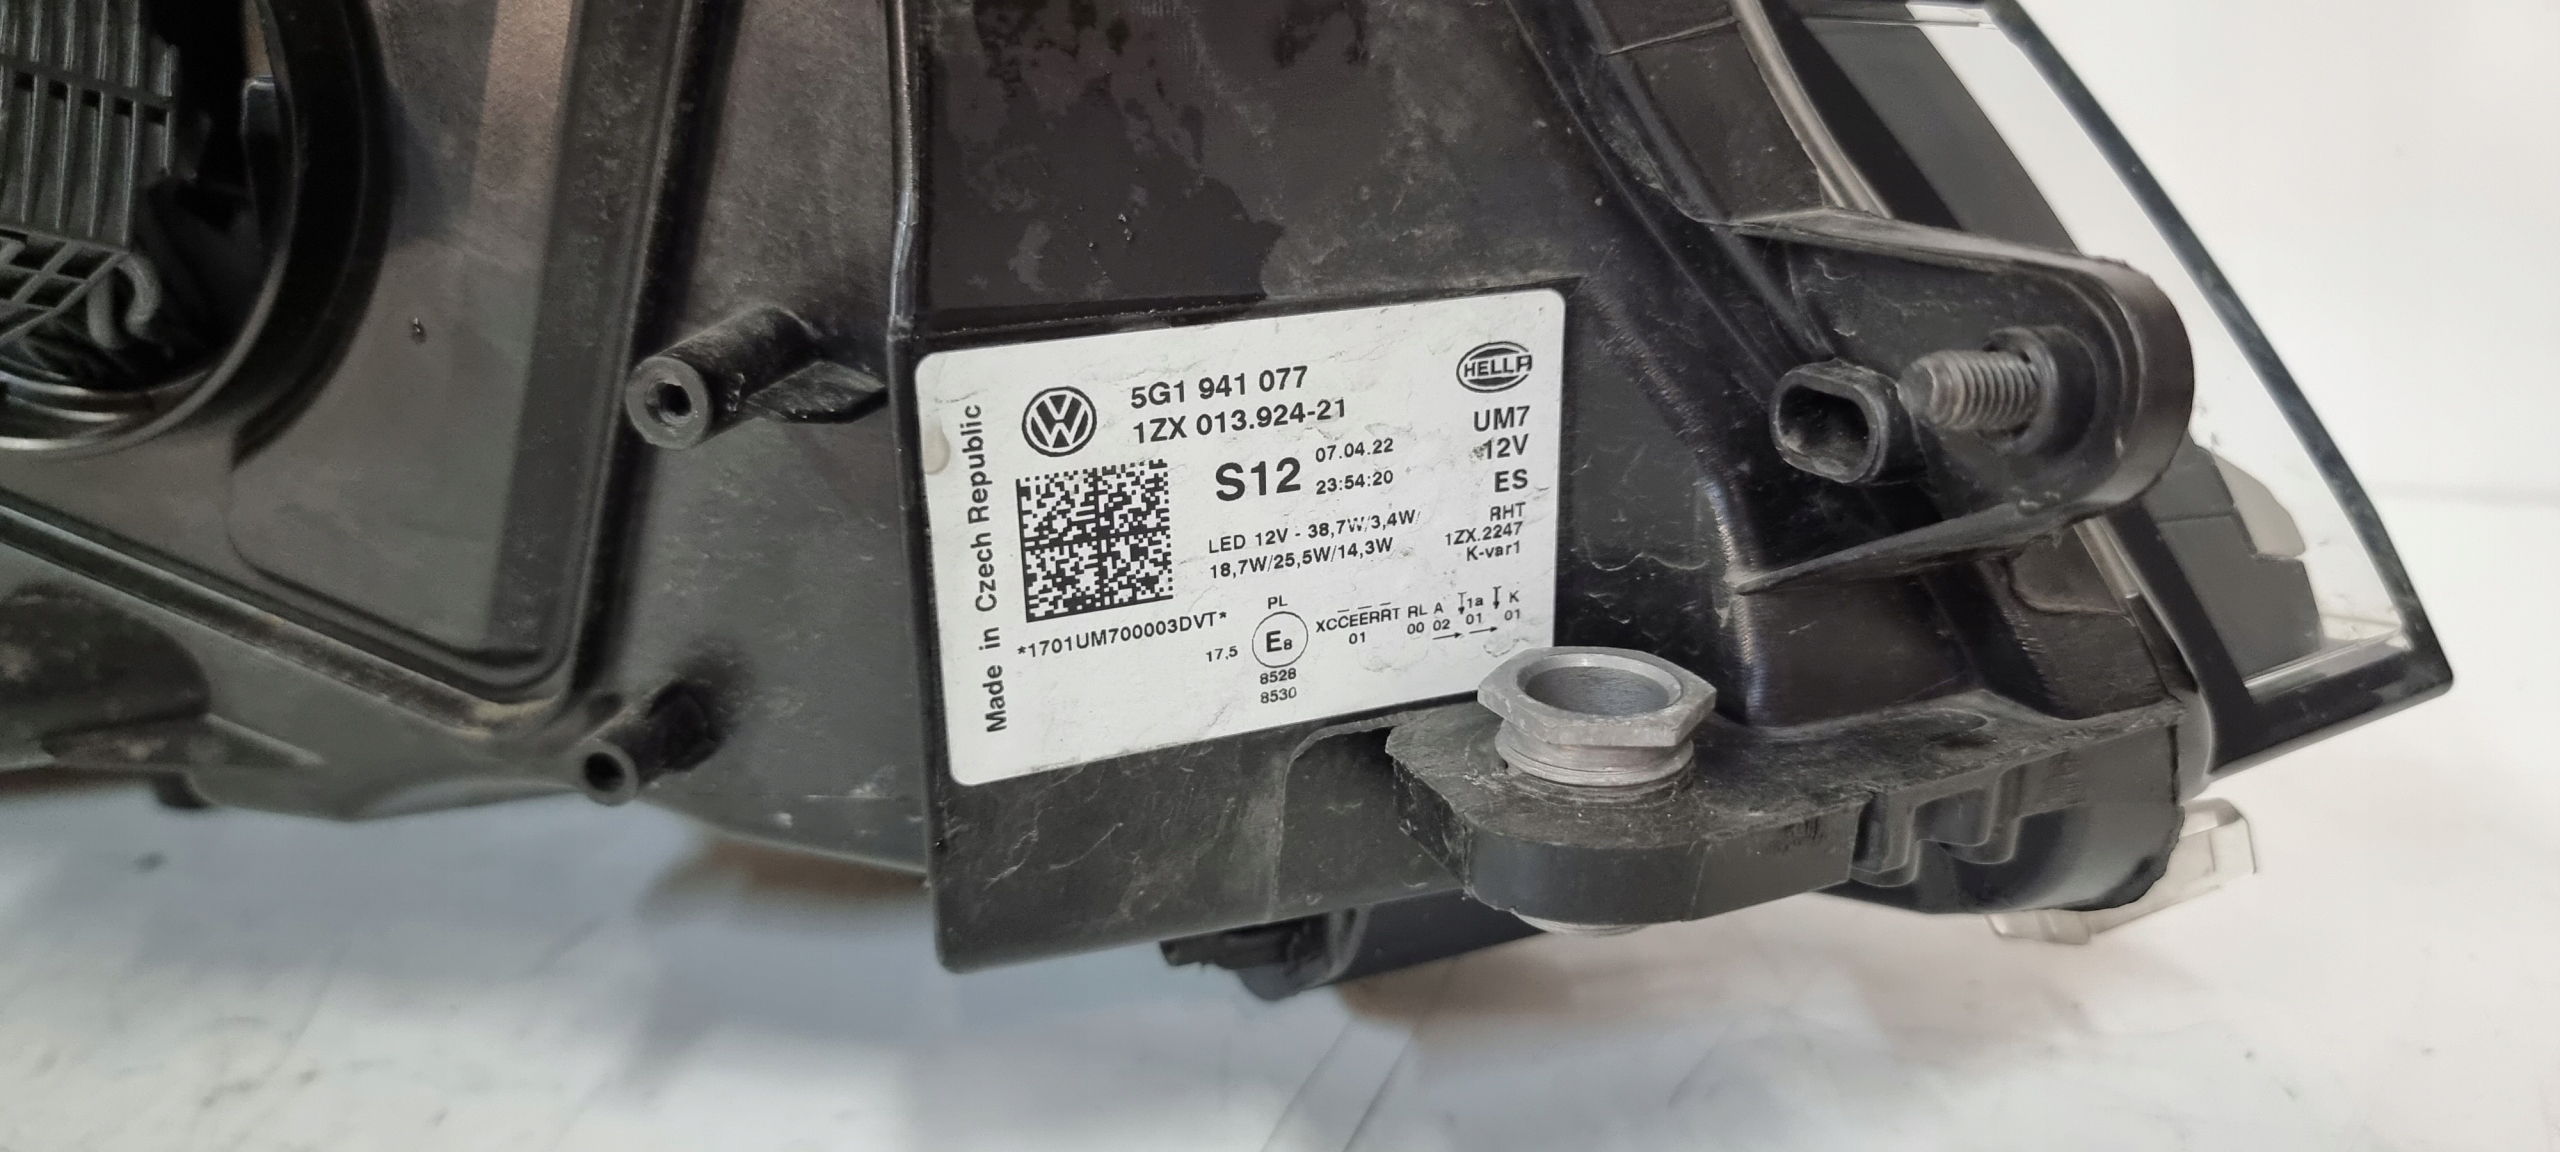 Made in Czech Republic
VW
5G1 941 077
1ZX 013.924-21
HELLA
UM7
12V
ES
RHT
1ZX.2247
K-var1
S12
07.04.22
23:54:20
LED 12V - 38,7W/3,4W/
18,7W/25,5W/14,3W
*1701UM700003DVT*
PL
17,5
E8
8528
8530
XCCEERRT RL A 1a K
01 00 02 01 01